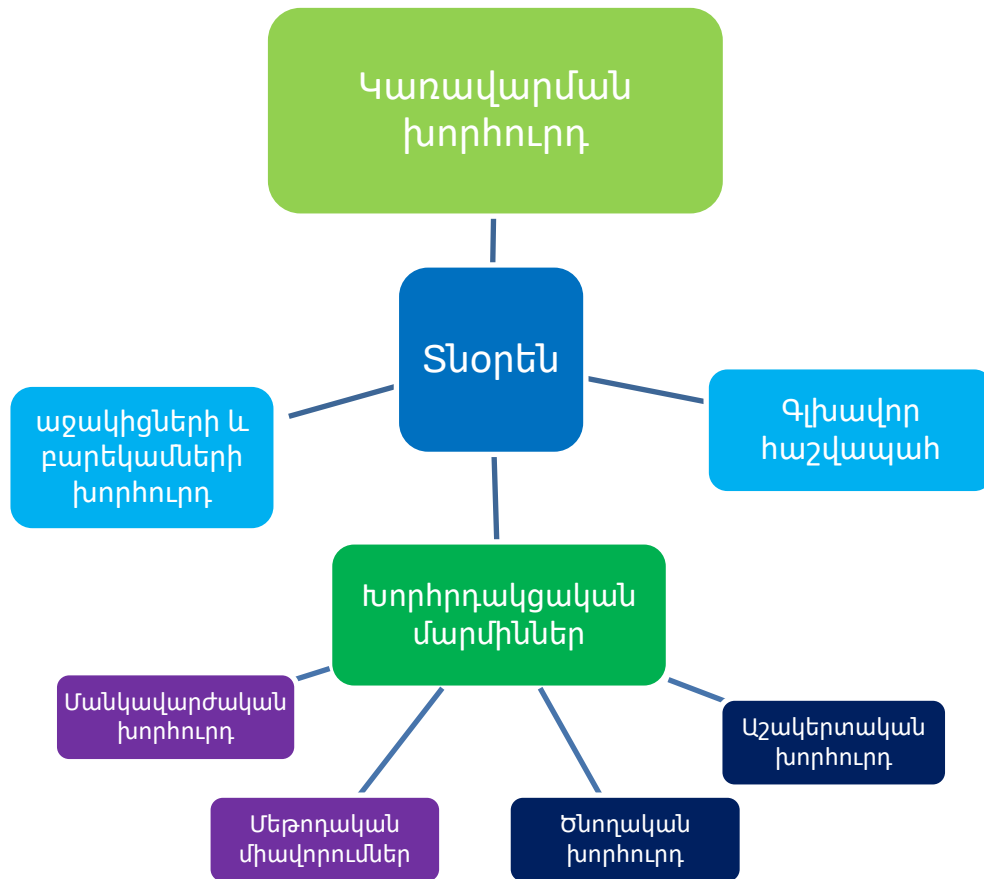 Կառավարման
խորհուրդ
Տնօրեն
աջակիցների և
բարեկամների
խորհուրդ
Գլխավոր
հաշվապահ
Խորհրդակցական
մարմիններ
Մանկավարժական
խորհուրդ
Աշակերտական
խորհուրդ
Մեթոդական
միավորումներ
Ծնողական
խորհուրդ